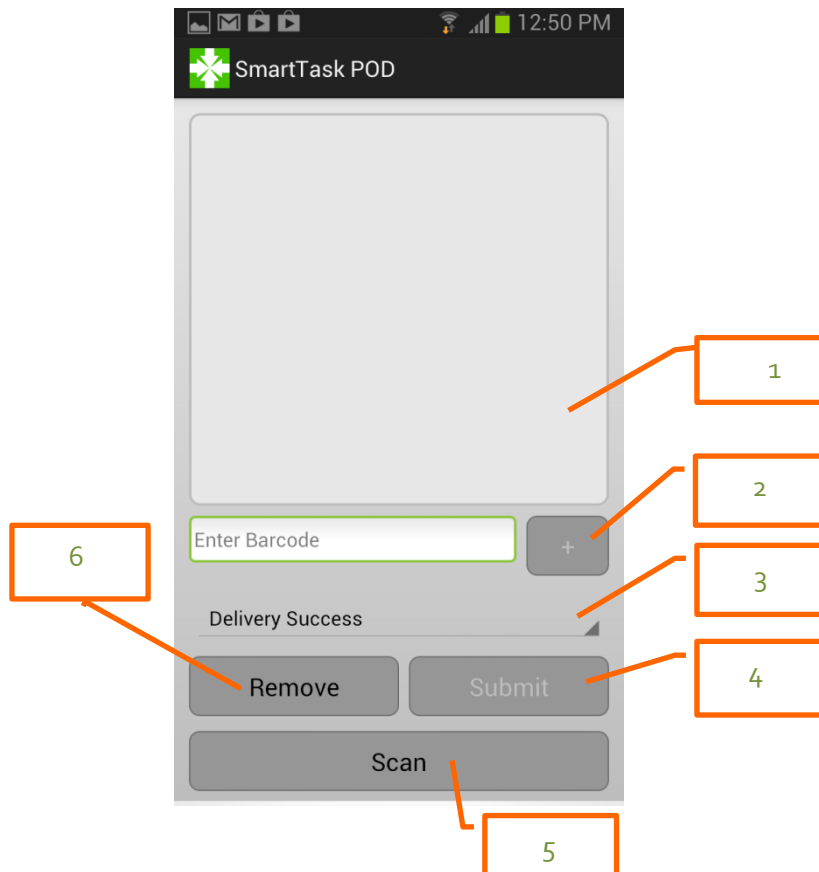 12:50 PM
SmartTask POD
1
2
Enter Barcode
+
6
3
Delivery Success
Remove
Submit
4
Scan
5